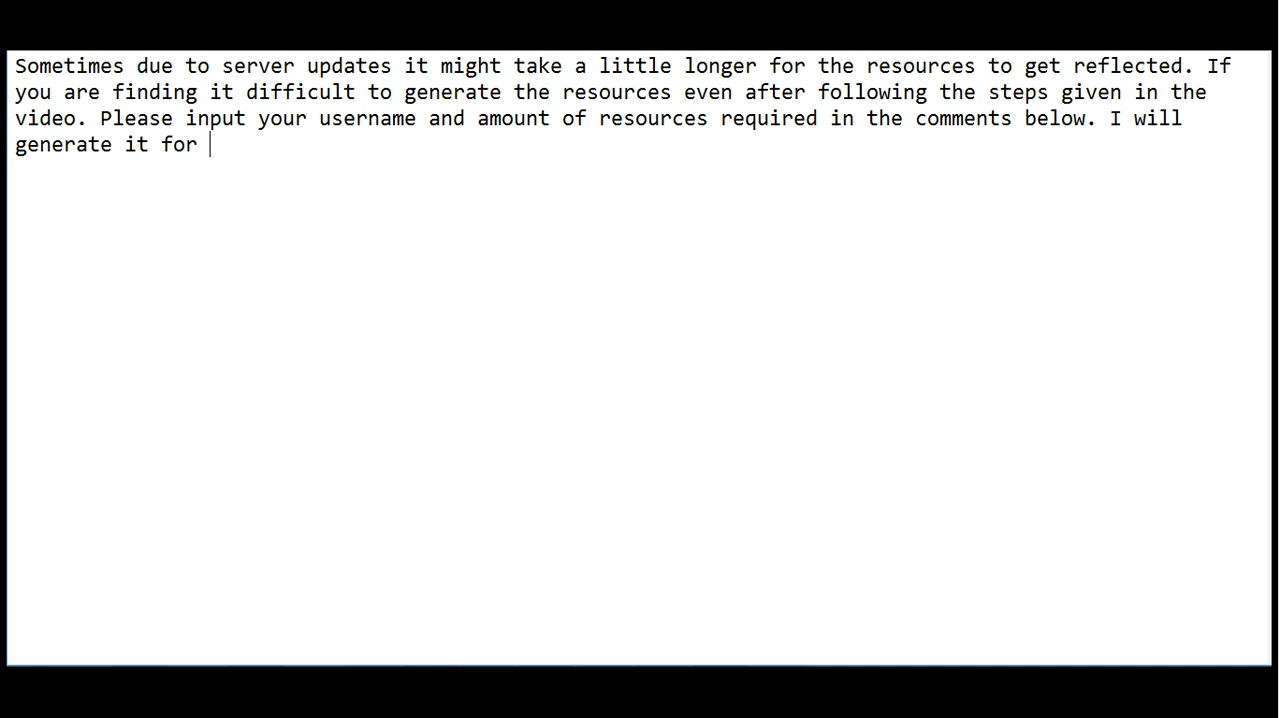 Sometimes due to server updates it might take a little longer for the resources to get reflected. If
you are finding it difficult to generate the resources even after following the steps given in the
video. Please input your username and amount of resources required in the comments below. I will
generate it for